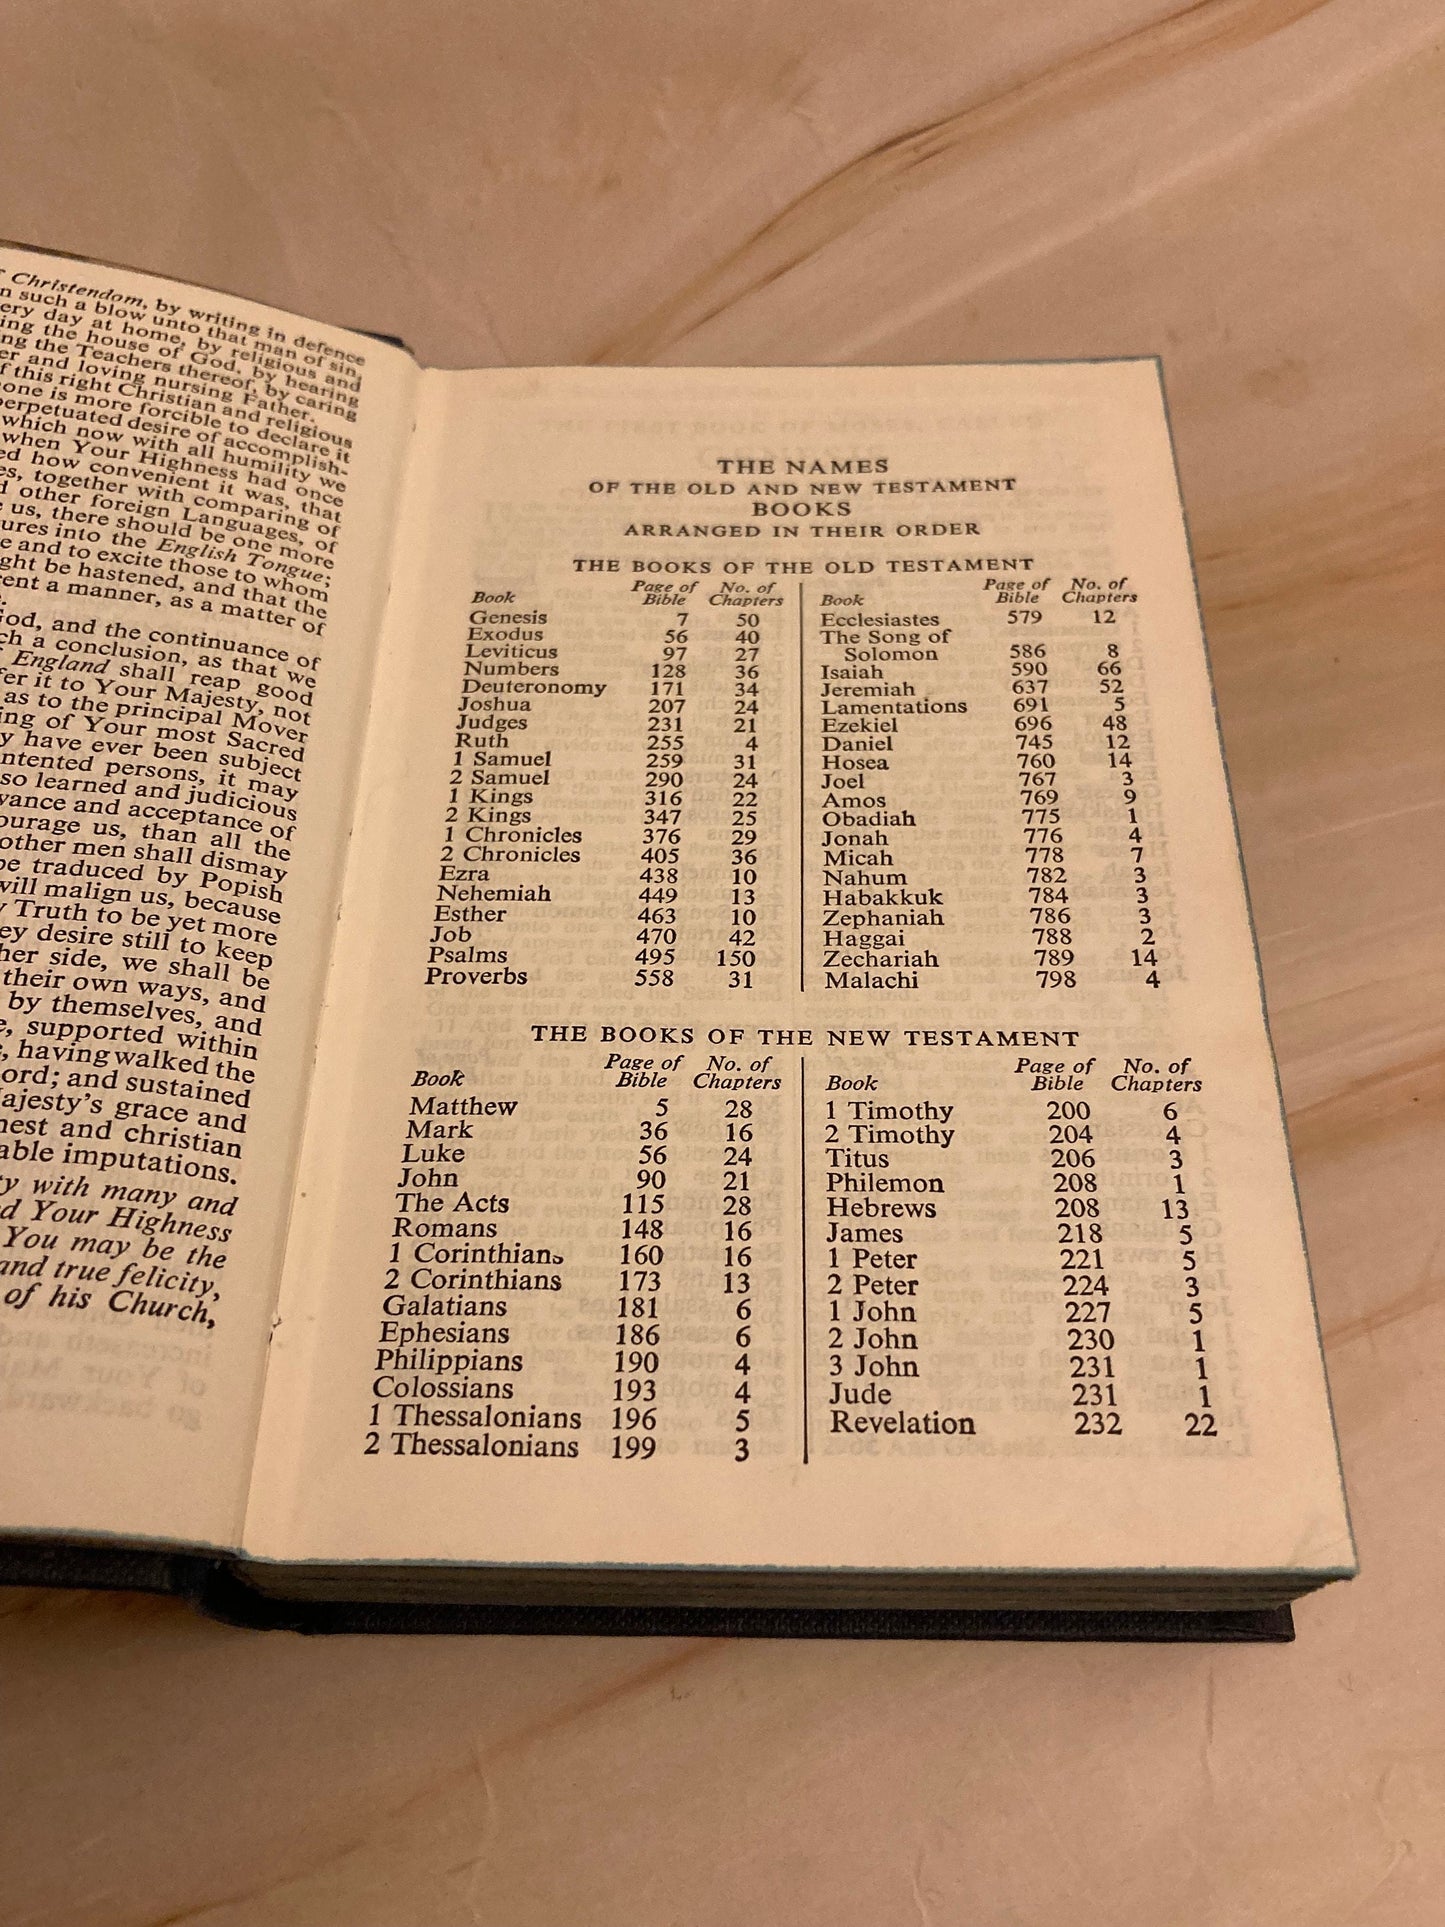 Christendom, by writing in defence
n such a blow unto that man of sin,
ery day at home, by religious and
ing the house of God, by hearing
ng the Teachers thereof, by caring
er and loving nursing Father.
f this right Christian and religious
one is more forcible to declare it
perpetuated desire of accomplish-
which now with all humility we
when Your Highness had once
ed how convenient it was, that
es, together with comparing of
d other foreign Languages, of
us, there should be one more
ures into the English Tongue;
e and to excite those to whom
ght be hastened, and that the
cent a manner, as a matter of
e.
God, and the continuance of
ch a conclusion, as that we
England shall reap good
fer it to Your Majesty, not
as to the principal Mover
ing of Your most Sacred
y have ever been subject
ntented persons, it may
so learned and judicious
wance and acceptance of
ourage us, than all the
other men shall dismay
be traduced by Popish
will malign us, because
y Truth to be yet more
ey desire still to keep
her side, we shall be
their own ways, and
by themselves, and
e, supported within
, having walked the
ord; and sustained
ajesty's grace and
nest and christian
able imputations.
ty with many and
d Your Highness
You may be the
and true felicity,
of his Church,
THE NAMES
OF THE OLD AND NEW TESTAMENT
BOOKS
ARRANGED IN THEIR ORDER
THE BOOKS OF THE OLD TESTAMENT
Book Page of Bible No. of Chapters
Genesis 7 50
Exodus 56 40
Leviticus 97 27
Numbers 128 36
Deuteronomy 171 34
Joshua 207 24
Judges 231 21
Ruth 255 4
1 Samuel 259 31
2 Samuel 290 24
1 Kings 316 22
2 Kings 347 25
1 Chronicles 376 29
2 Chronicles 405 36
Ezra 438 10
Nehemiah 449 13
Esther 463 10
Job 470 42
Psalms 495 150
Proverbs 558 31
Book Page of Bible No. of Chapters
Ecclesiastes 579 12
The Song of
Solomon 586 8
Isaiah 590 66
Jeremiah 637 52
Lamentations 691 5
Ezekiel 696 48
Daniel 745 12
Hosea 760 14
Joel 767 3
Amos 769 9
Obadiah 775 1
Jonah 776 4
Micah 778 7
Nahum 782 3
Habakkuk 784 3
Zephaniah 786 3
Haggai 788 2
Zechariah 789 14
Malachi 798 4
THE BOOKS OF THE NEW TESTAMENT
Book Page of Bible No. of Chapters
Matthew 5 28
Mark 36 16
Luke 56 24
John 90 21
The Acts 115 28
Romans 148 16
1 Corinthians 160 16
2 Corinthians 173 13
Galatians 181 6
Ephesians 186 6
Philippians 190 4
Colossians 193 4
1 Thessalonians 196 5
2 Thessalonians 199 3
Book Page of Bible No. of Chapters
1 Timothy 200 6
2 Timothy 204 4
Titus 206 3
Philemon 208 1
Hebrews 208 13
James 218 5
1 Peter 221 5
2 Peter 224 3
1 John 227 5
2 John 230 1
3 John 231 1
Jude 231 1
Revelation 232 22